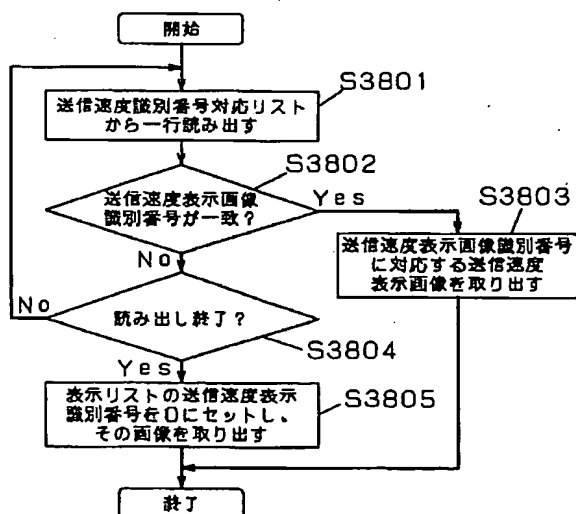 開始
送信速度識別番号対応リスト
から一行読み出す
S3801
送信速度表示画像
識別番号が一致?
S3802
Yes
No
送信速度表示画像識別番号
に対応する送信速度
表示画像を取り出す
S3803
読み出し終了?
S3804
No
Yes
表示リストの送信速度表示
識別番号を0にセットし、
その画像を取り出す
S3805
終了